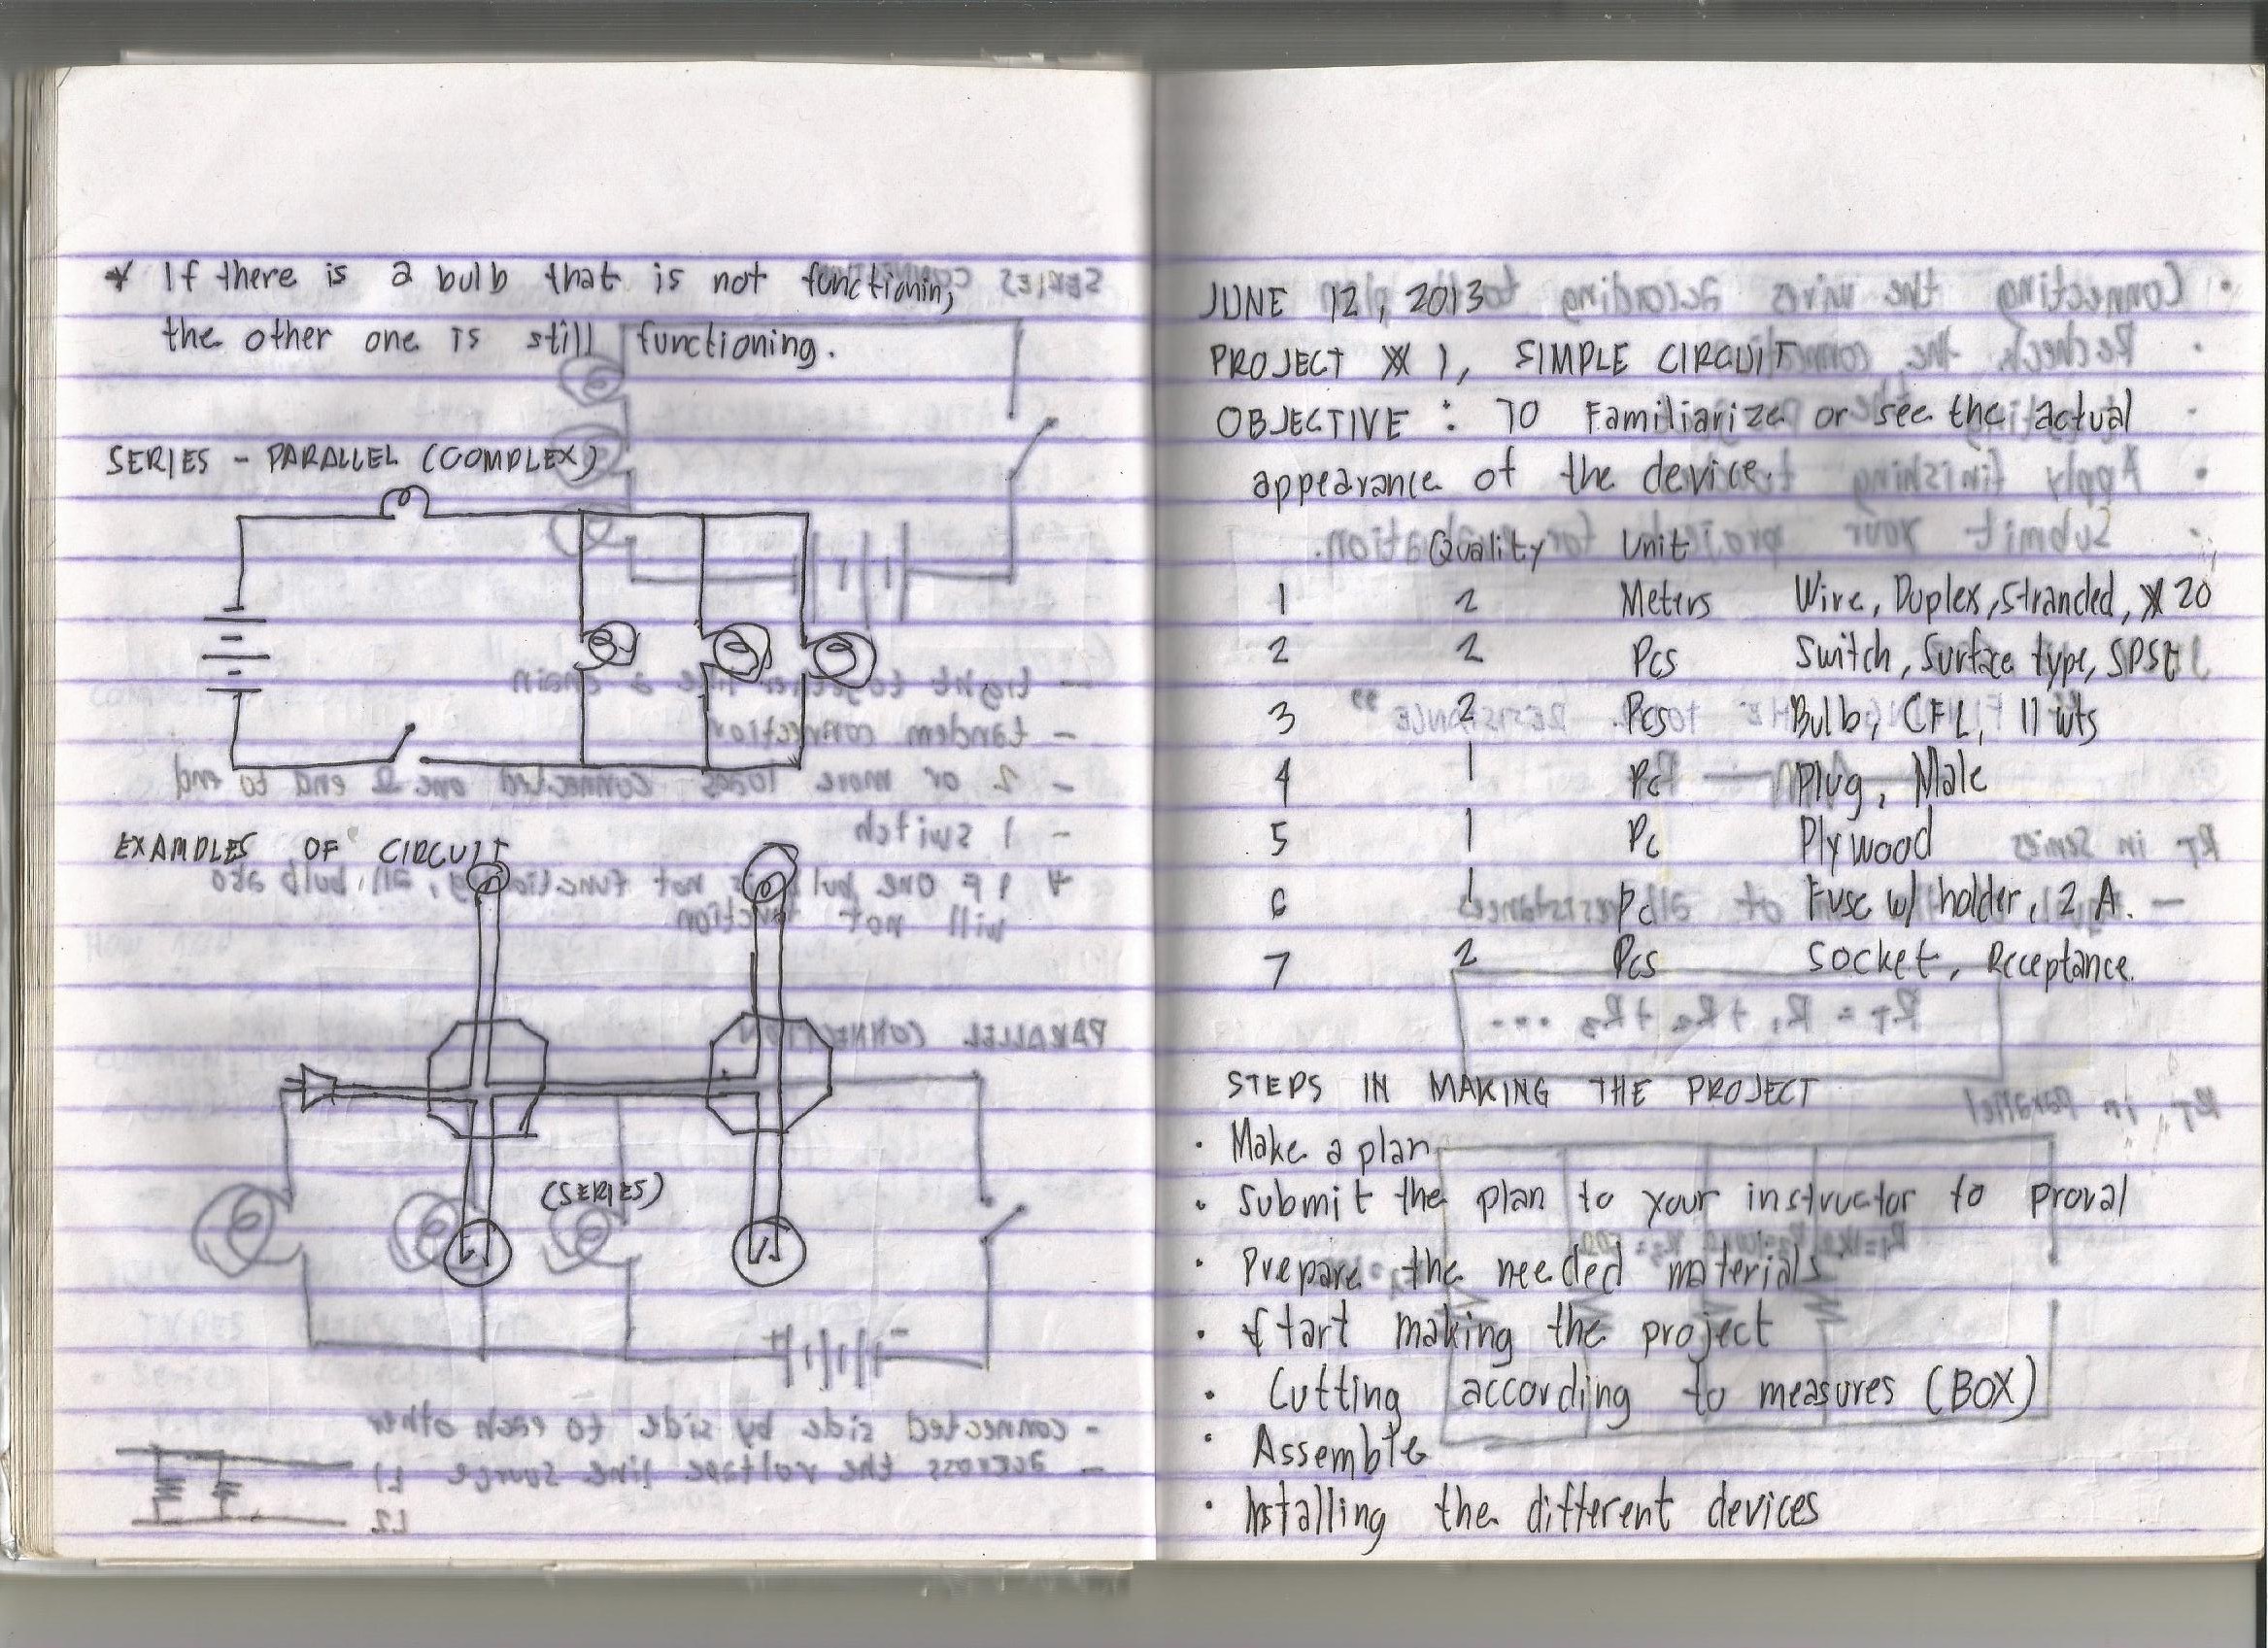 * If there is a bulb that is not functionin,
the other one is still functioning.
SERIES - PARALLEL (COMPLEX)
EXAMPLES OF CIRCUIT
(SERIES)
JUNE 12, 2013
PROJECT # 1, SIMPLE CIRCUIT
OBJECTIVE : TO Familiarize or see the actual
appearance of the device.
Quality Unit
1 2 Meters Wire, Duplex, Stranded, # 20
2 2 Pcs Switch, Surface type, SPST
3 2 Pcs Bulb, CFL, 11 wts
4 1 Pc Plug, Male
5 1 Pc Plywood
6 1 Pc Fuse w/ holder, 2 A.
7 2 Pcs Socket, Receptance.
STEPS IN MAKING THE PROJECT
· Make a plan
· Submit the plan to your instructor to proval
· Prepare the needed materials
· Start making the project
· Cutting according to measures (BOX)
· Assemble
· Installing the different devices